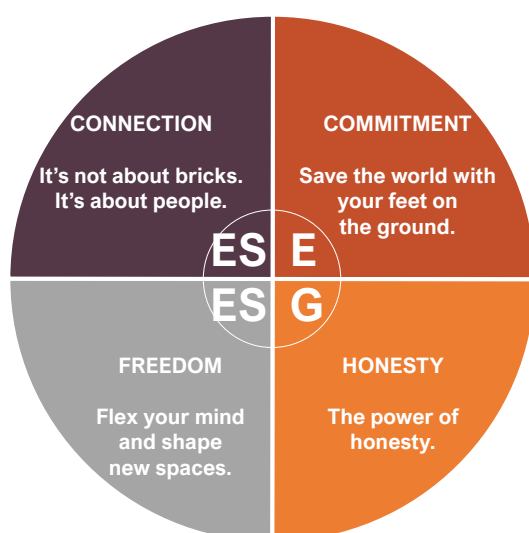 CONNECTION
It's not about bricks.
It's about people.
COMMITMENT
Save the world with
your feet on
the ground.
ES E
ES G
FREEDOM
Flex your mind
and shape
new spaces.
HONESTY
The power of
honesty.